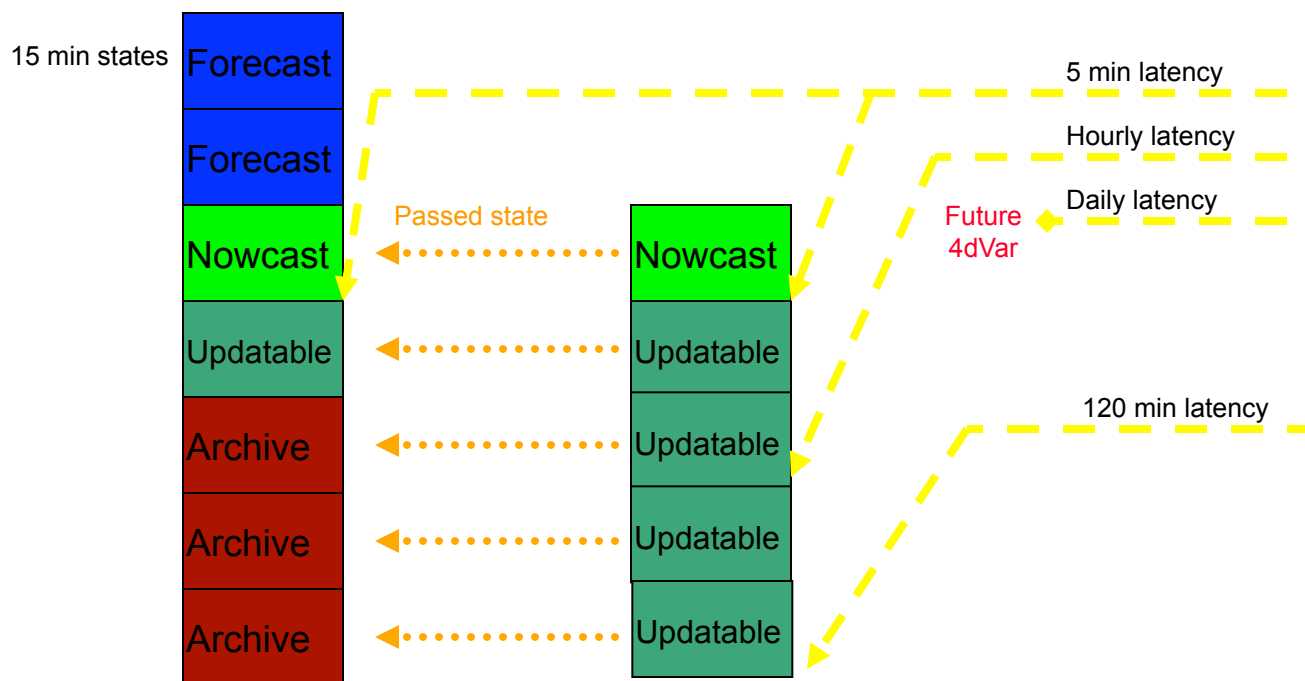 15 min states
Forecast
5 min latency
Forecast
Hourly latency
Daily latency
Passed state
Future
4dVar
Nowcast
Nowcast
Updatable
Updatable
120 min latency
Archive
Updatable
Archive
Updatable
Archive
Updatable